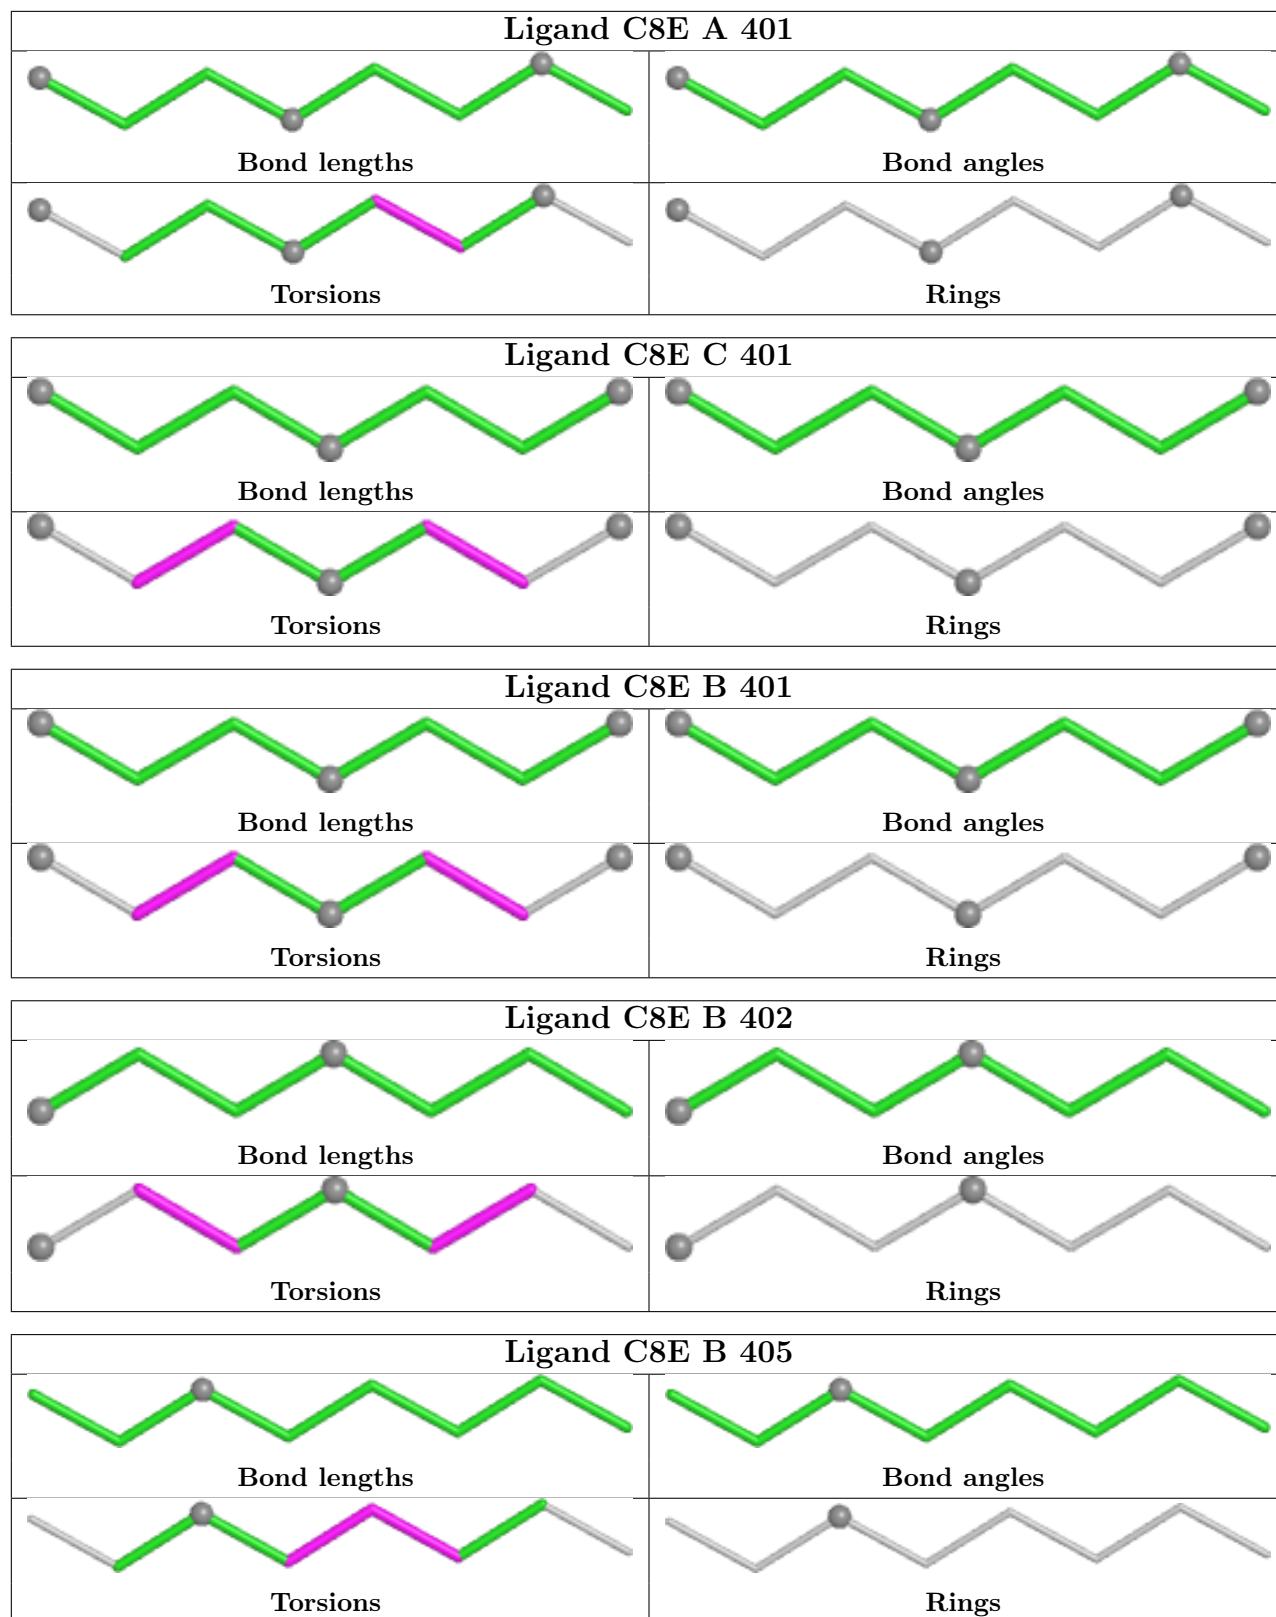 Ligand C8E A 401
Bond lengths
Bond angles
Torsions
Rings
Ligand C8E C 401
Bond lengths
Bond angles
Torsions
Rings
Ligand C8E B 401
Bond lengths
Bond angles
Torsions
Rings
Ligand C8E B 402
Bond lengths
Bond angles
Torsions
Rings
Ligand C8E B 405
Bond lengths
Bond angles
Torsions
Rings